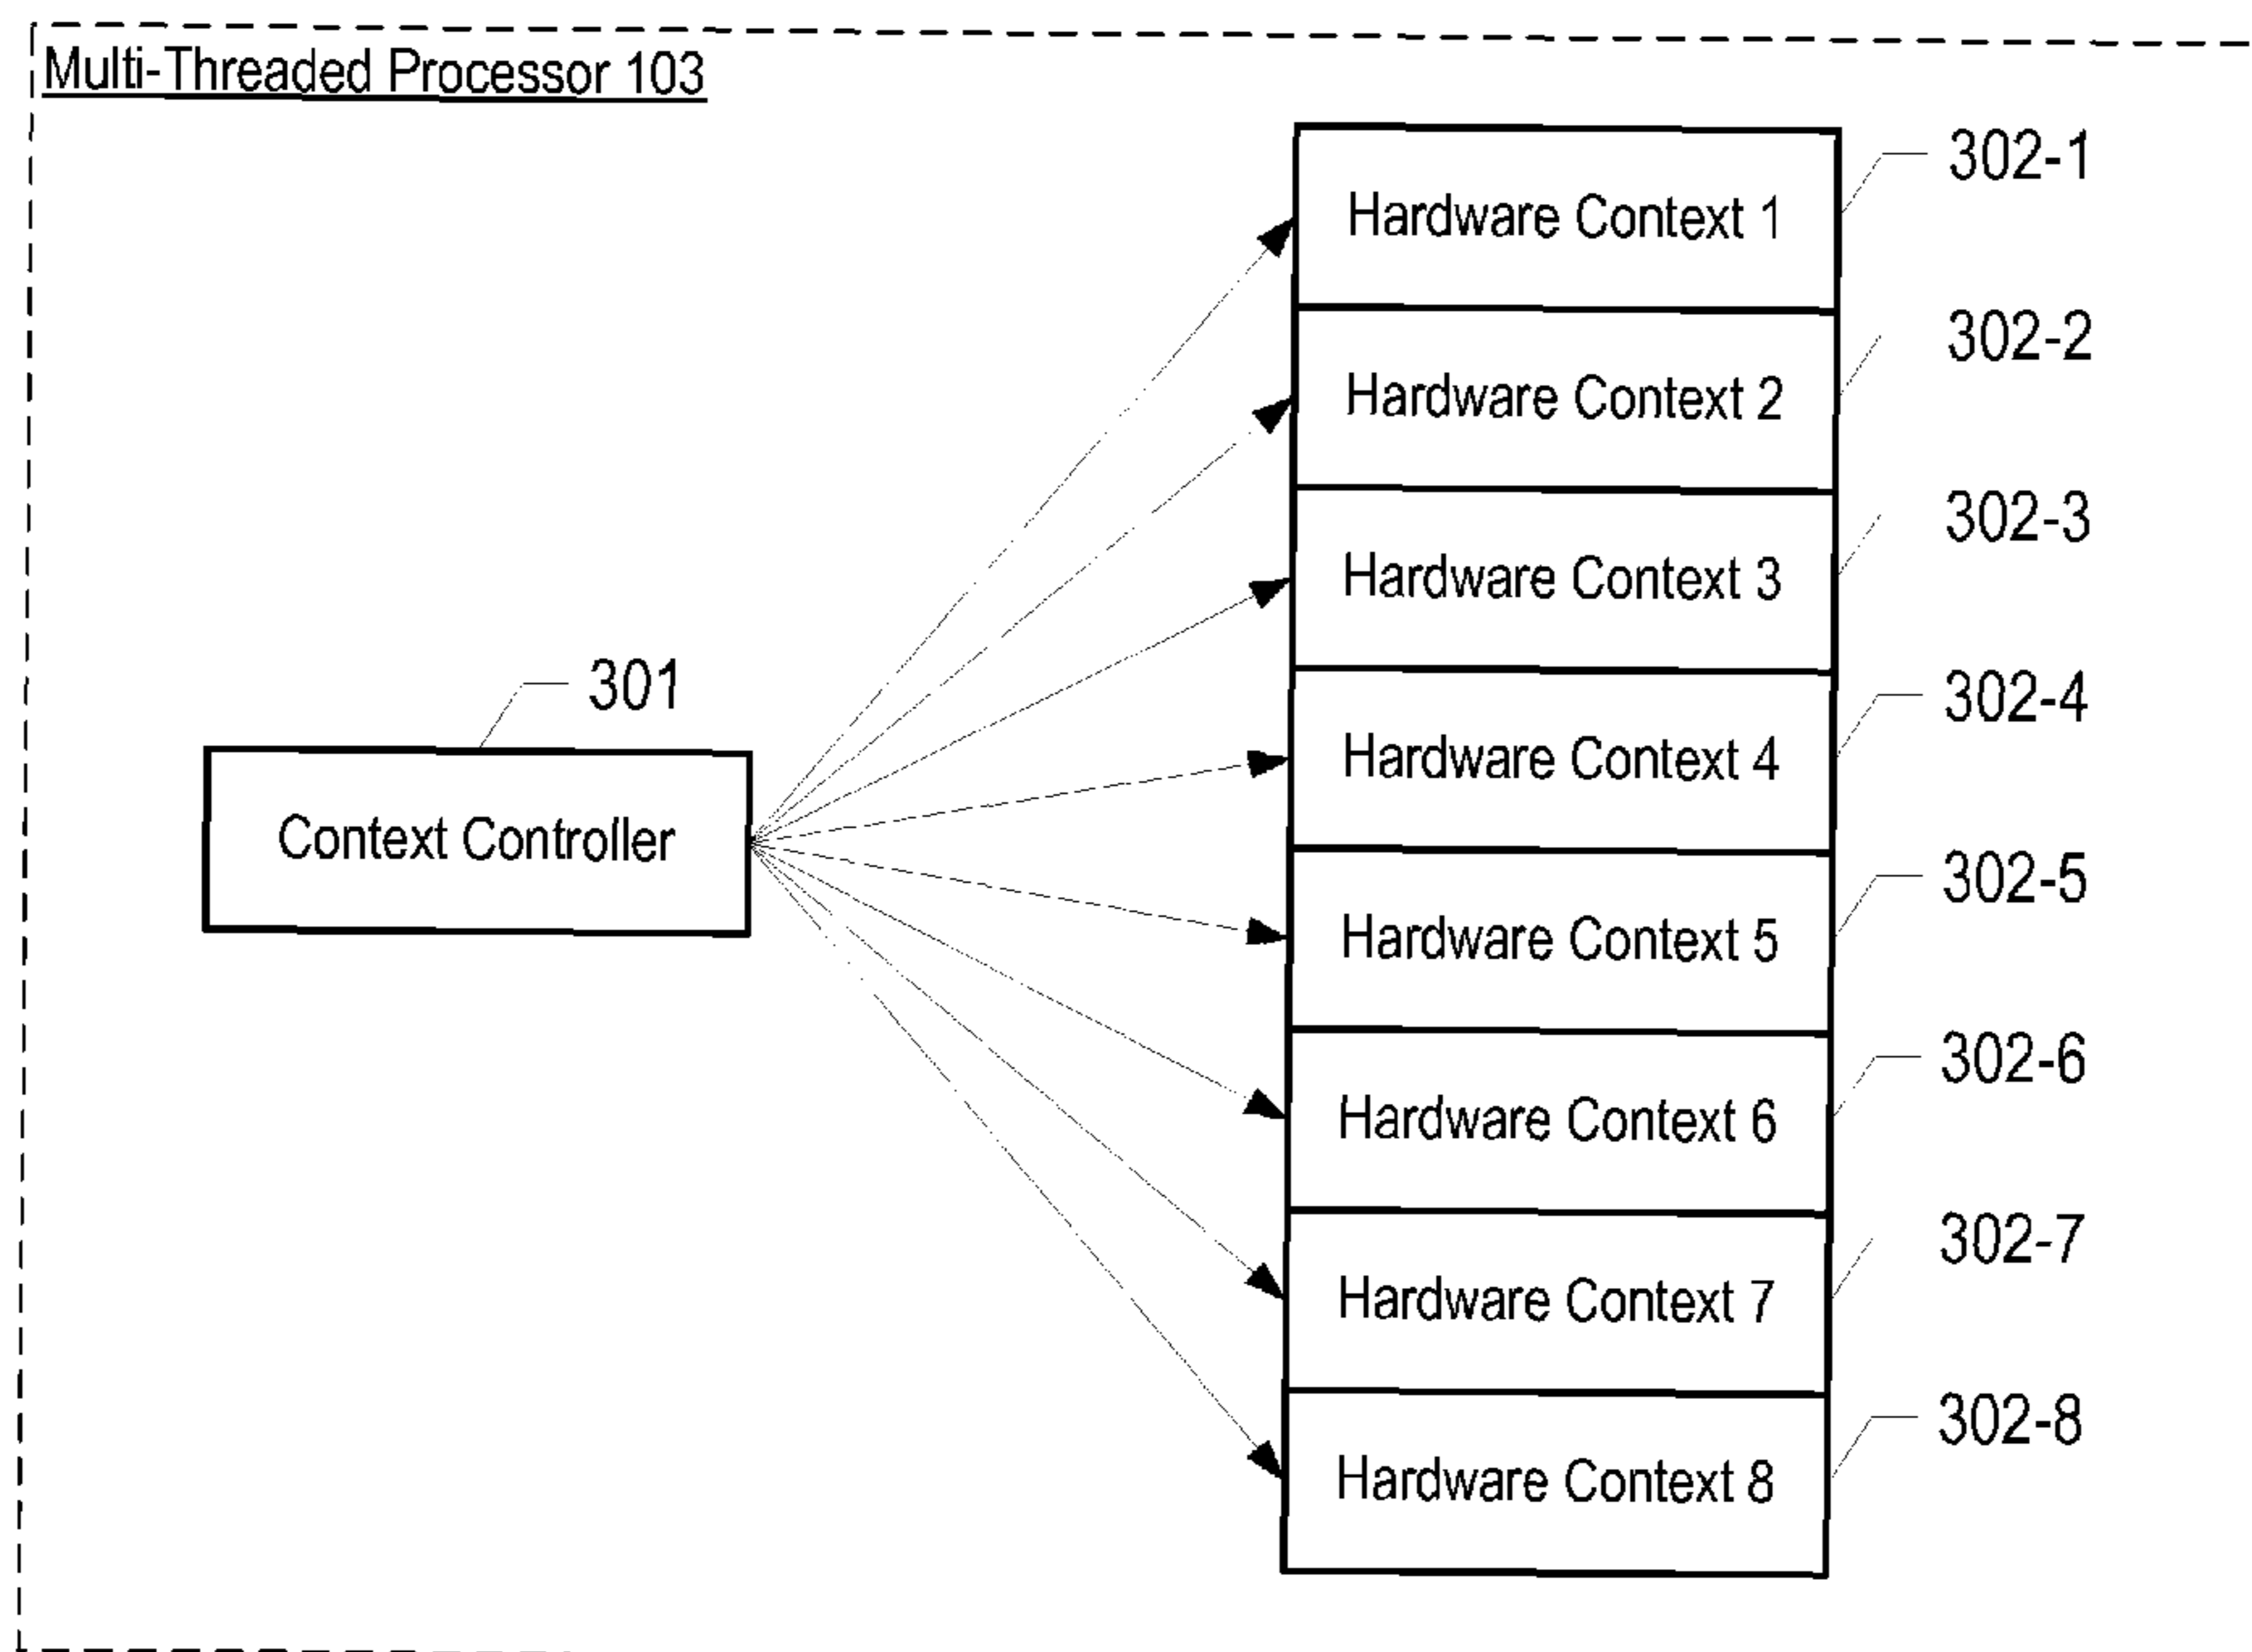 Multi-Threaded Processor 103
Hardware Context 1
302-1
Hardware Context 2
302-2
Hardware Context 3
302-3
301
Context Controller
Hardware Context 4
302-4
Hardware Context 5
302-5
Hardware Context 6
302-6
Hardware Context 7
302-7
Hardware Context 8
302-8